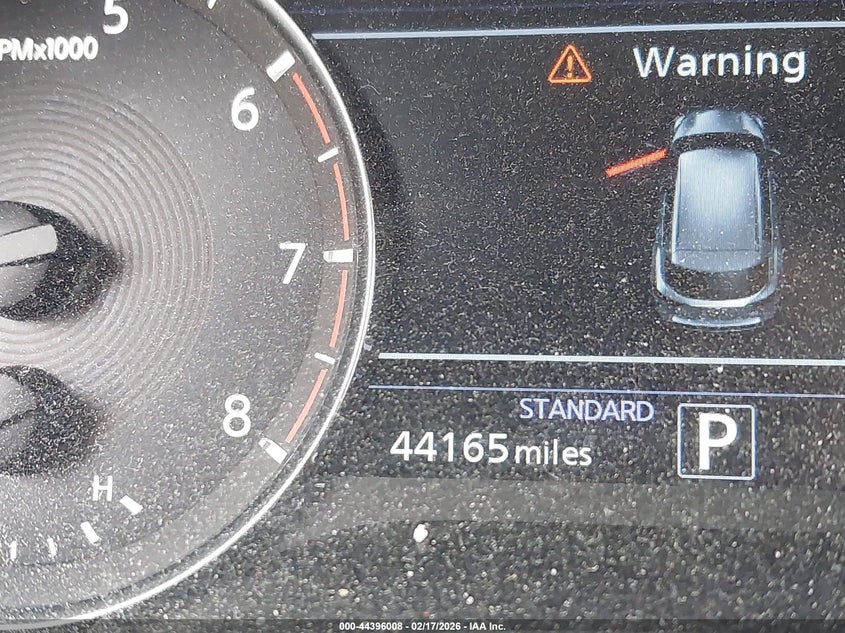 5
PMx1000
6
7
8
H
Warning
STANDARD
44165 miles
P
000-44396008 - 02/17/2026 - IAA Inc.